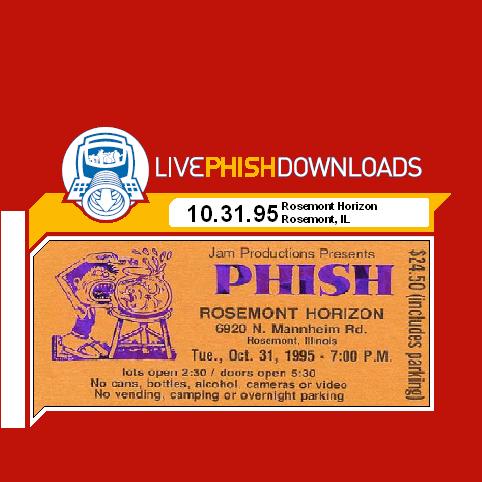 LIVEPHISHDOWNLOADS
10.31.95
Rosemont Horizon
Rosemont, IL
Jam Productions Presents
PHISH
ROSEMONT HORIZON
6920 N. Mannheim Rd.
Rosemont, Illinois
Tue., Oct. 31, 1995 - 7:00 P.M.
lots open 2:30 / doors open 5:30
No cans, bottles, alcohol, cameras or video
No vending, camping or overnight parking
$24.50 (includes parking)